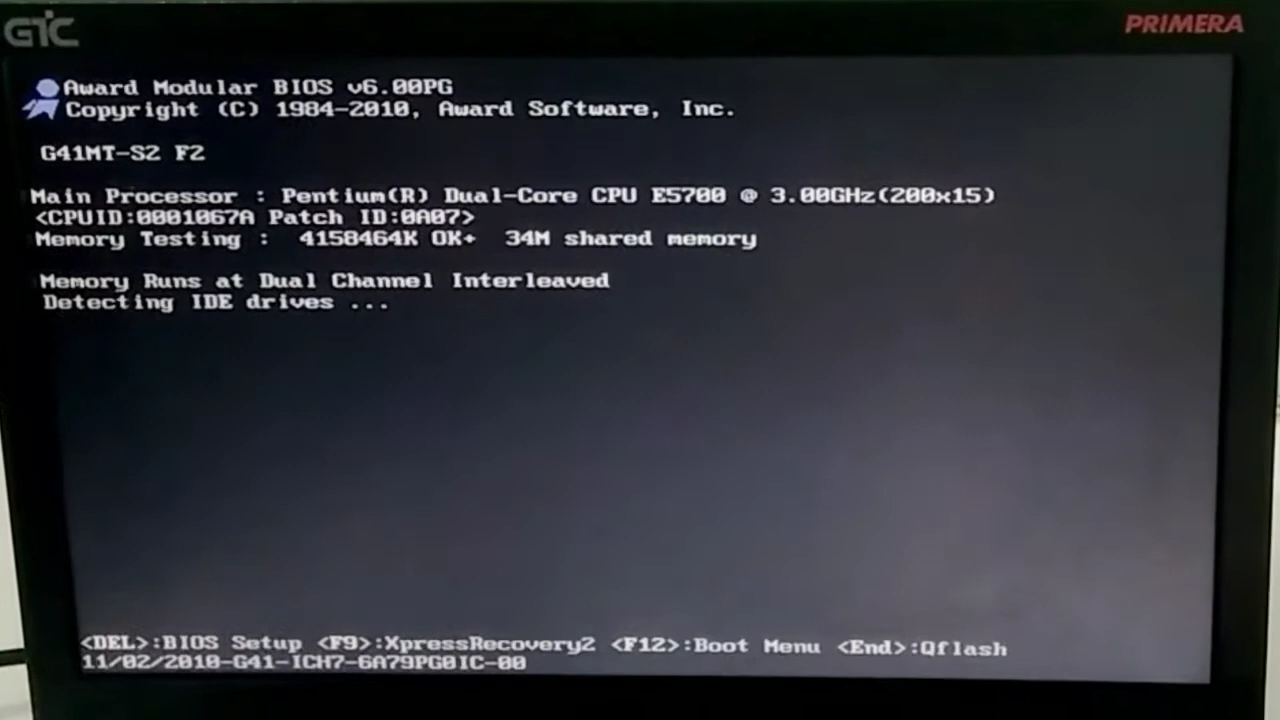 GTC
PRIMERA
Award Modular BIOS v6.00PG
Copyright (C) 1984-2010, Award Software, Inc.
G41MT-S2 F2
Main Processor : Pentium(R) Dual-Core CPU E5700 @ 3.00GHz(200x15)
<CPUID:0001067A Patch ID:0A07>
Memory Testing : 4158464K OK+ 34M shared memory
Memory Runs at Dual Channel Interleaved
Detecting IDE drives ...
<DEL>:BIOS Setup <F9>:XpressRecovery2 <F12>:Boot Menu <End>:Qflash
11/02/2010-G41-ICH7-6A79PG0IC-00